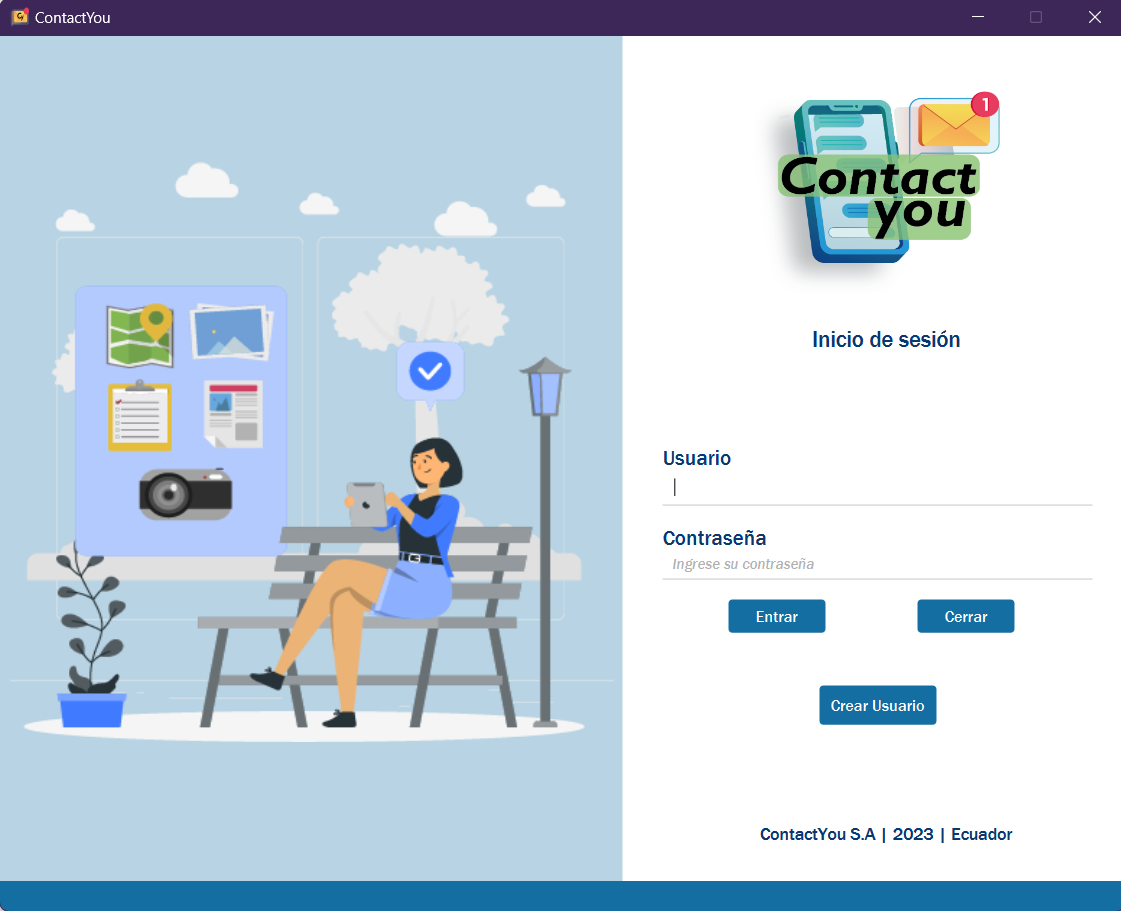 ContactYou
1
Contact
you
Inicio de sesión
Usuario
Contraseña
Ingrese su contraseña
Entrar
Cerrar
Crear Usuario
ContactYou S.A | 2023 | Ecuador